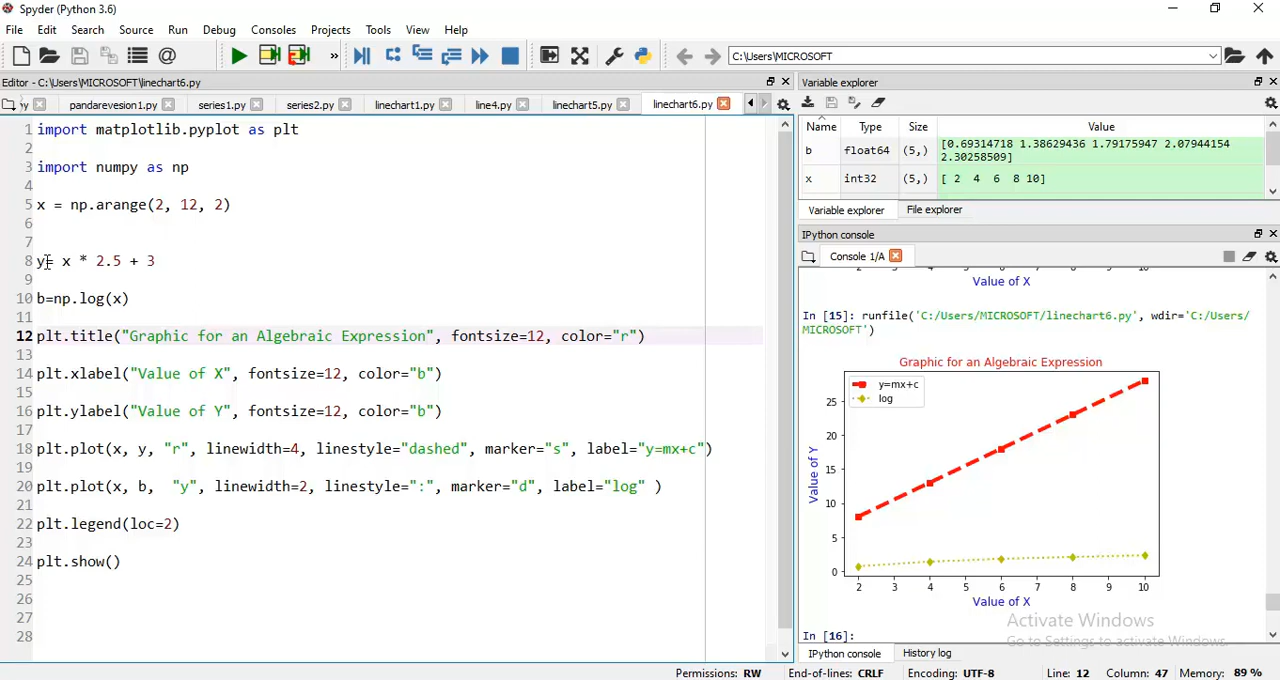 Spyder (Python 3.6)
File Edit Search Source Run Debug Consoles Projects Tools View Help
C:\Users\MICROSOFT
Editor - C:\Users\MICROSOFT\linechart6.py
pandarevesion1.py series1.py series2.py linechart1.py line4.py linechart5.py linechart6.py
1 import matplotlib.pyplot as plt
2
3 import numpy as np
4
5 x = np.arange(2, 12, 2)
6
7
8 y= x * 2.5 + 3
9
10 b=np.log(x)
11
12 plt.title("Graphic for an Algebraic Expression", fontsize=12, color="r")
13
14 plt.xlabel("Value of X", fontsize=12, color="b")
15
16 plt.ylabel("Value of Y", fontsize=12, color="b")
17
18 plt.plot(x, y, "r", linewidth=4, linestyle="dashed", marker="s", label="y=mx+c")
19
20 plt.plot(x, b, "y", linewidth=2, linestyle=":", marker="d", label="log" )
21
22 plt.legend(loc=2)
23
24 plt.show()
25
26
27
28
Variable explorer
Name Type Size Value
b float64 (5,) [0.69314718 1.38629436 1.79175947 2.07944154
2.30258509]
x int32 (5,) [ 2 4 6 8 10]
Variable explorer File explorer
IPython console
Console 1/A
Value of X
In [15]: runfile('C:/Users/MICROSOFT/linechart6.py', wdir='C:/Users/
MICROSOFT')
Graphic for an Algebraic Expression
y=mx+c
log
25
20
15
10
5
0
Value of Y
2 3 4 5 6 7 8 9 10
Value of X
Activate Windows
Go to Settings to activate Windows.
In [16]:
IPython console History log
Permissions: RW End-of-lines: CRLF Encoding: UTF-8 Line: 12 Column: 47 Memory: 89 %